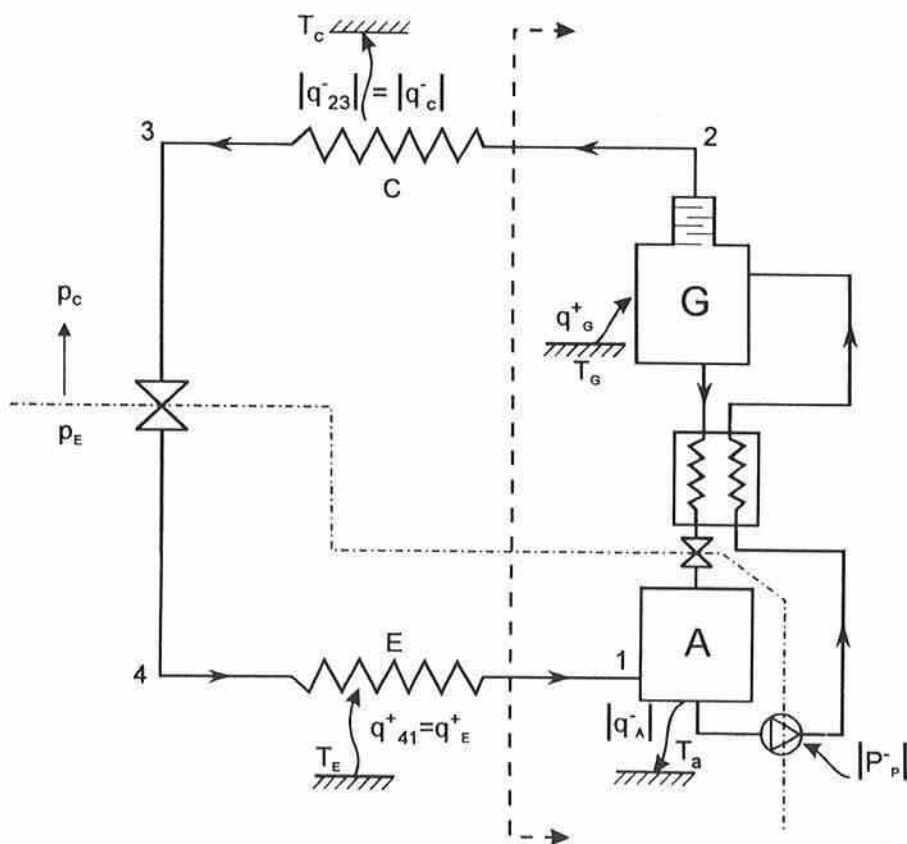 T_c
|q⁻₂₃| = |q⁻_c|
3
2
C
p_C
p_E
G
q⁺_G
T_G
E
4
1
A
q⁺₄₁=q⁺_E
T_E
|q⁻_A|
T_a
|P⁻_P|